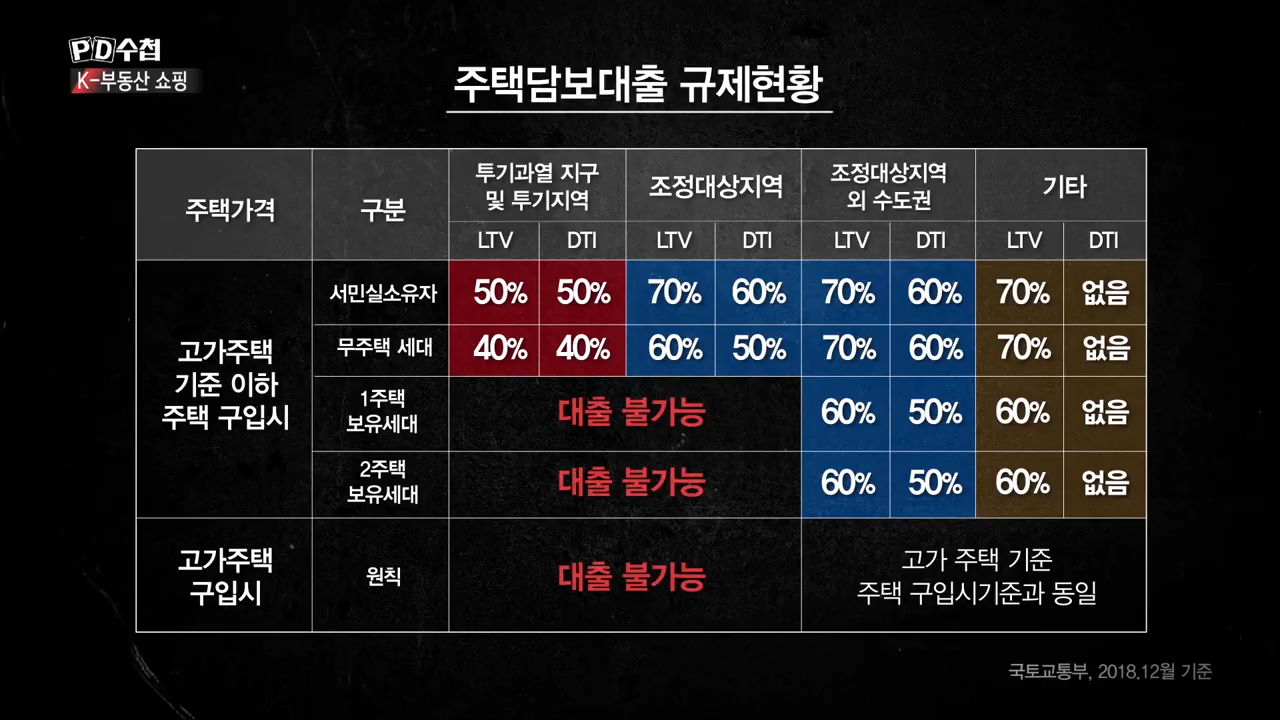 PD수첩
K-부동산 쇼핑
주택담보대출 규제현황
주택가격
구분
투기과열 지구
및 투기지역
조정대상지역
조정대상지역
외 수도권
기타
LTV DTI LTV DTI LTV DTI LTV DTI
고가주택
기준 이하
주택 구입시
서민실소유자 50% 50% 70% 60% 70% 60% 70% 없음
무주택 세대 40% 40% 60% 50% 70% 60% 70% 없음
1주택
보유세대
대출 불가능 60% 50% 60% 없음
2주택
보유세대
대출 불가능 60% 50% 60% 없음
고가주택
구입시
원칙
대출 불가능
고가 주택 기준
주택 구입시기준과 동일
국토교통부, 2018.12월 기준